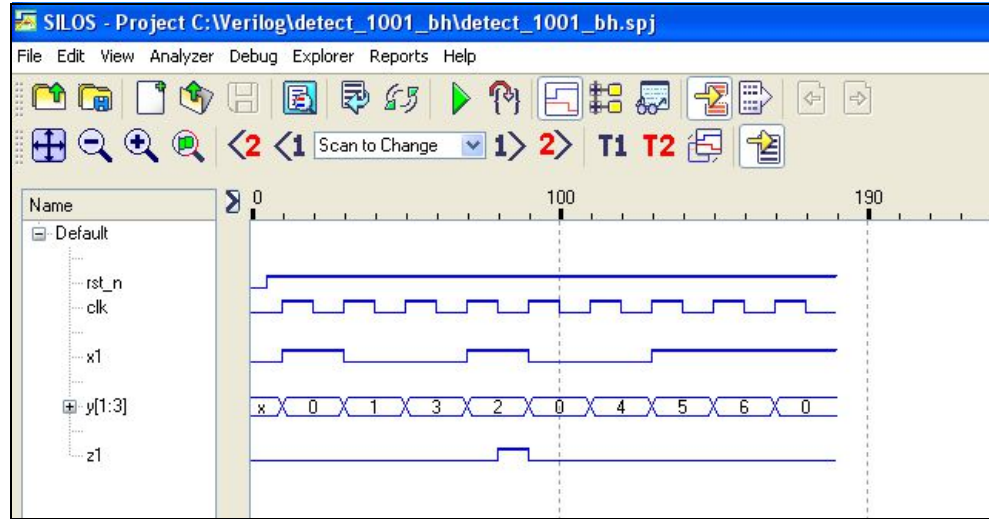 SILOS - Project C:\Verilog\detect_1001_bh\detect_1001_bh.spj
File Edit View Analyzer Debug Explorer Reports Help
<2 <1 Scan to Change 1> 2> T1 T2
Name 0 100 190
Default
rst_n
clk
x1
y[1:3] x 0 1 3 2 0 4 5 6 0
z1